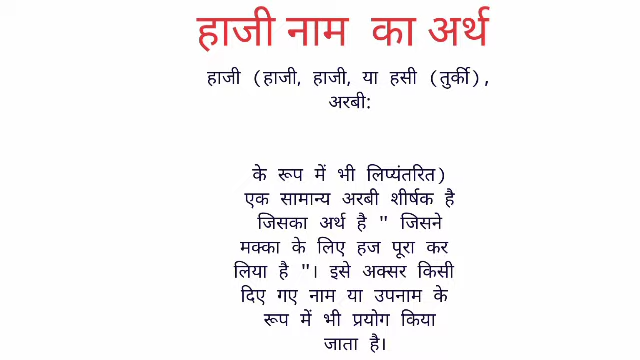 हाजी नाम का अर्थ
हाजी (हाजी, हाजी, या हसी (तुर्की),
अरबी:
के रूप में भी लिप्यंतरित)
एक सामान्य अरबी शीर्षक है
जिसका अर्थ है " जिसने
मक्का के लिए हज पूरा कर
लिया है "। इसे अक्सर किसी
दिए गए नाम या उपनाम के
रूप में भी प्रयोग किया
जाता है।